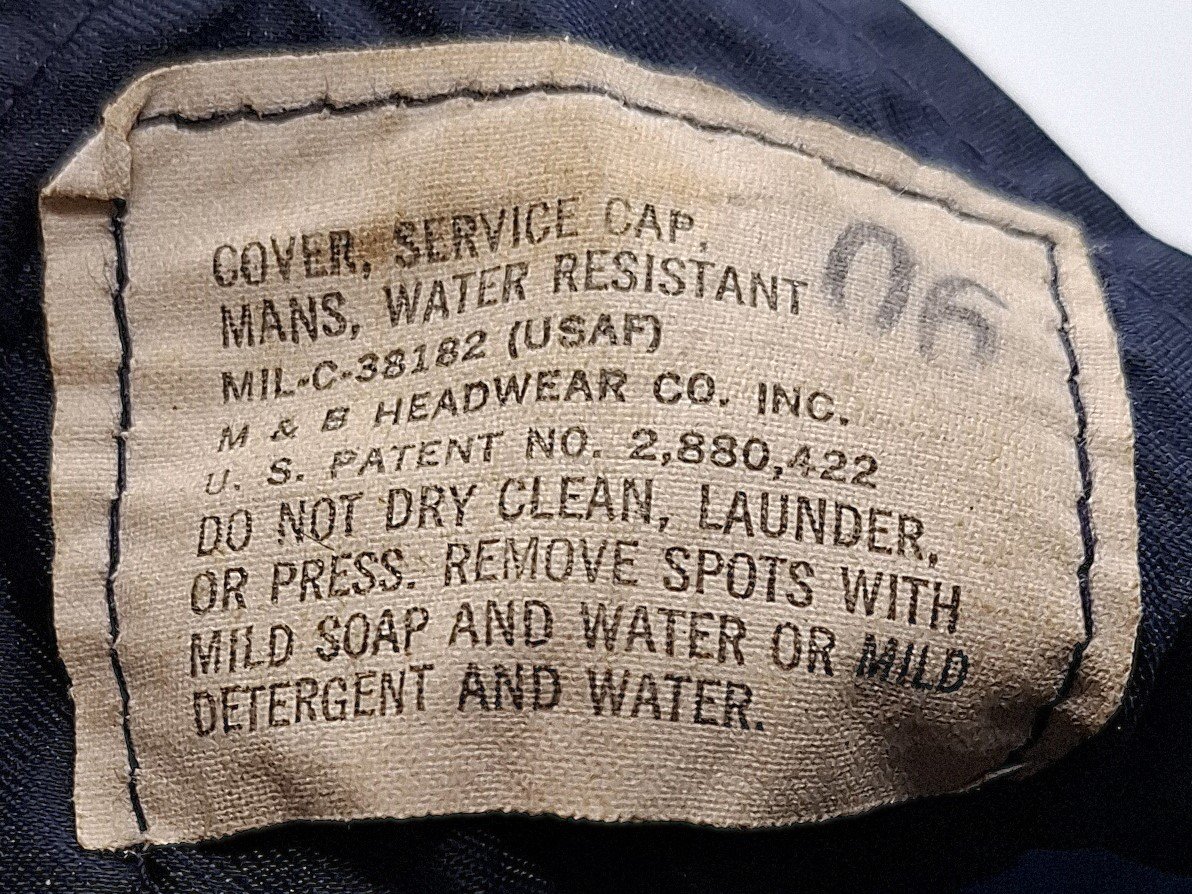 COVER, SERVICE CAP,
MANS, WATER RESISTANT
MIL-C-38182 (USAF)
M & B HEADWEAR CO. INC.
U. S. PATENT NO. 2,880,422
DO NOT DRY CLEAN, LAUNDER,
OR PRESS. REMOVE SPOTS WITH
MILD SOAP AND WATER OR MILD
DETERGENT AND WATER.